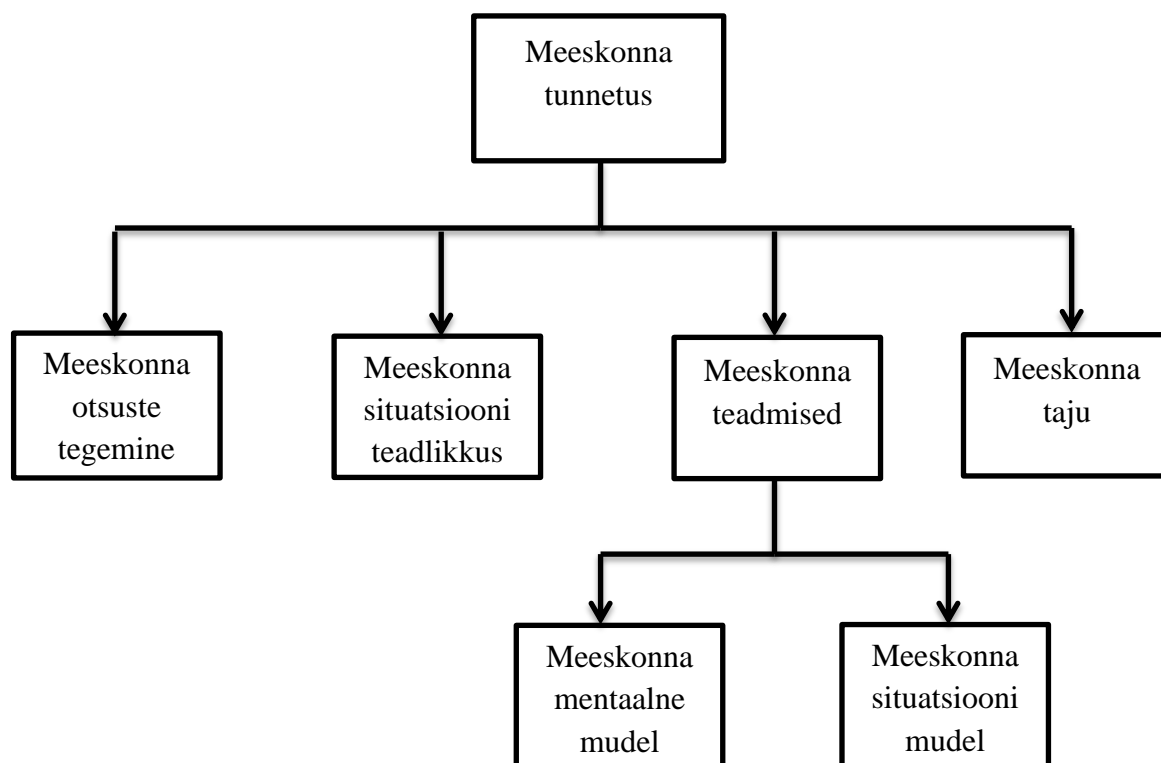 Meeskonna
tunnetus
Meeskonna
otsuste
tegemine
Meeskonna
situatsiooni
teadlikkus
Meeskonna
teadmised
Meeskonna
taju
Meeskonna
mentaalne
mudel
Meeskonna
situatsiooni
mudel